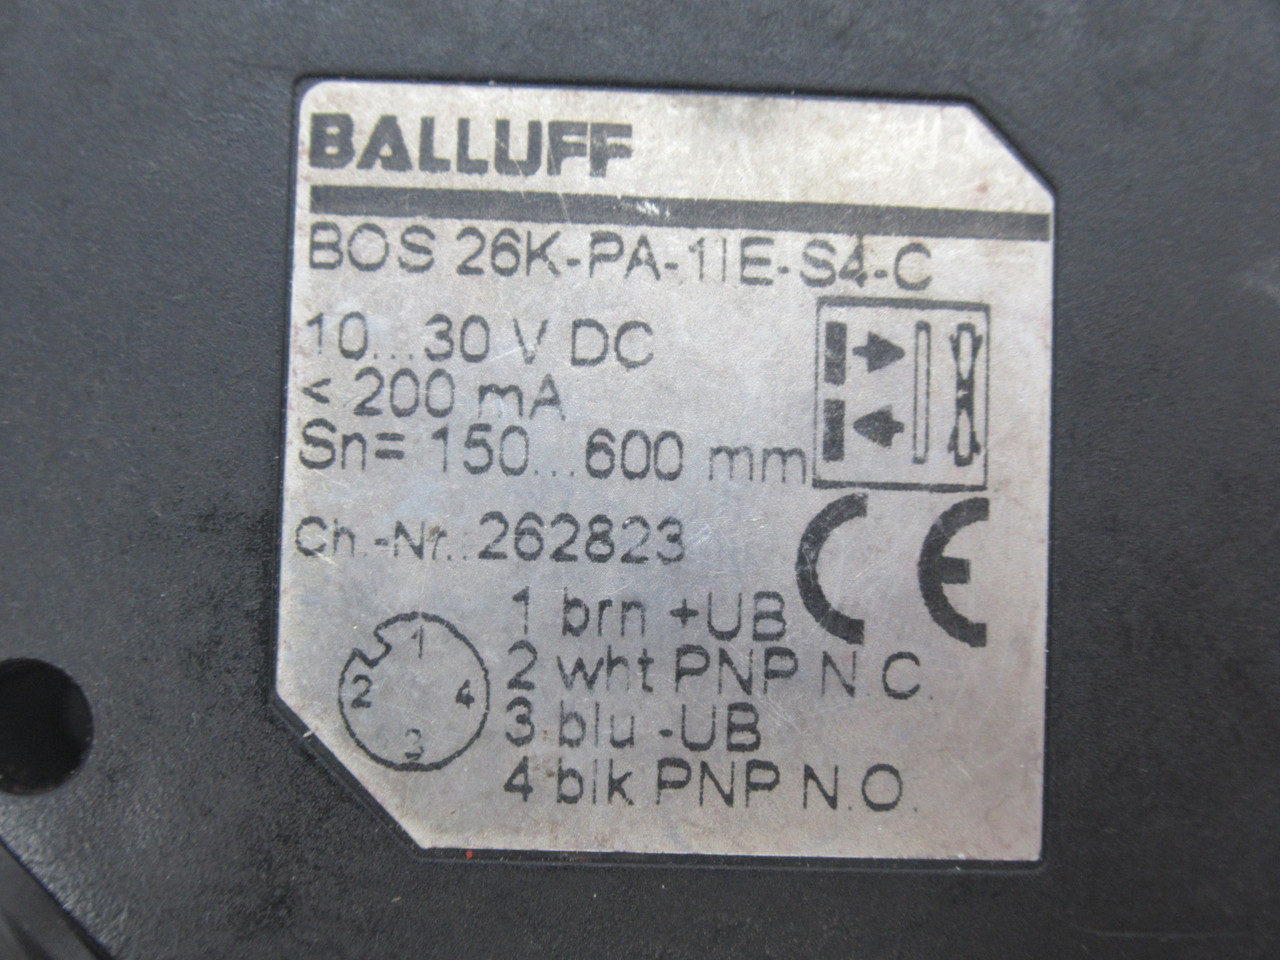 BALLUFF
BOS 26K-PA-1IE-S4-C
10...30 V DC
< 200 mA
Sn= 150...600 mm
Ch.-Nr.:262823
CE
1 brn +UB
2 wht PNP N.C.
3 blu -UB
4 blk PNP N.O.
1
2 4
3